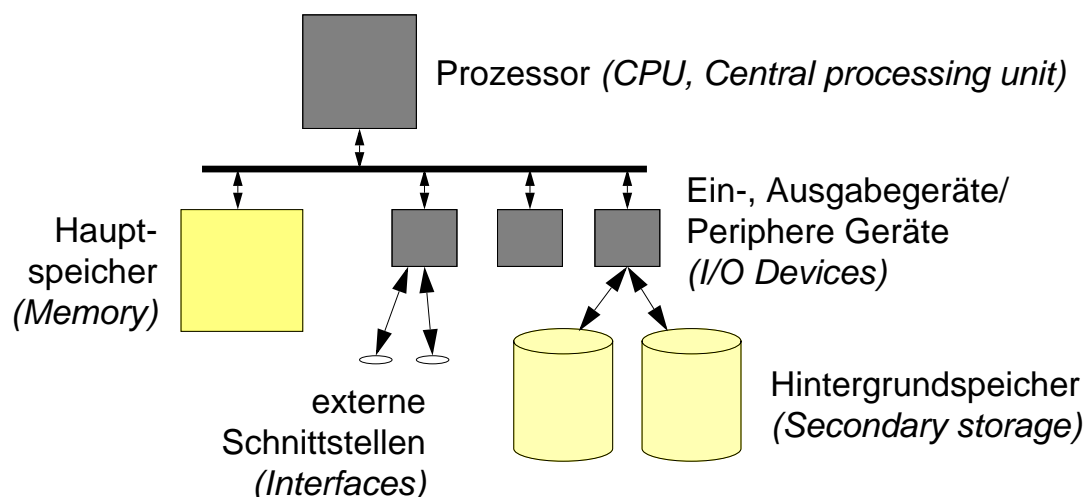 Prozessor (CPU, Central processing unit)
Haupt-
speicher
(Memory)
Ein-, Ausgabegeräte/
Periphere Geräte
(I/O Devices)
externe
Schnittstellen
(Interfaces)
Hintergrundspeicher
(Secondary storage)